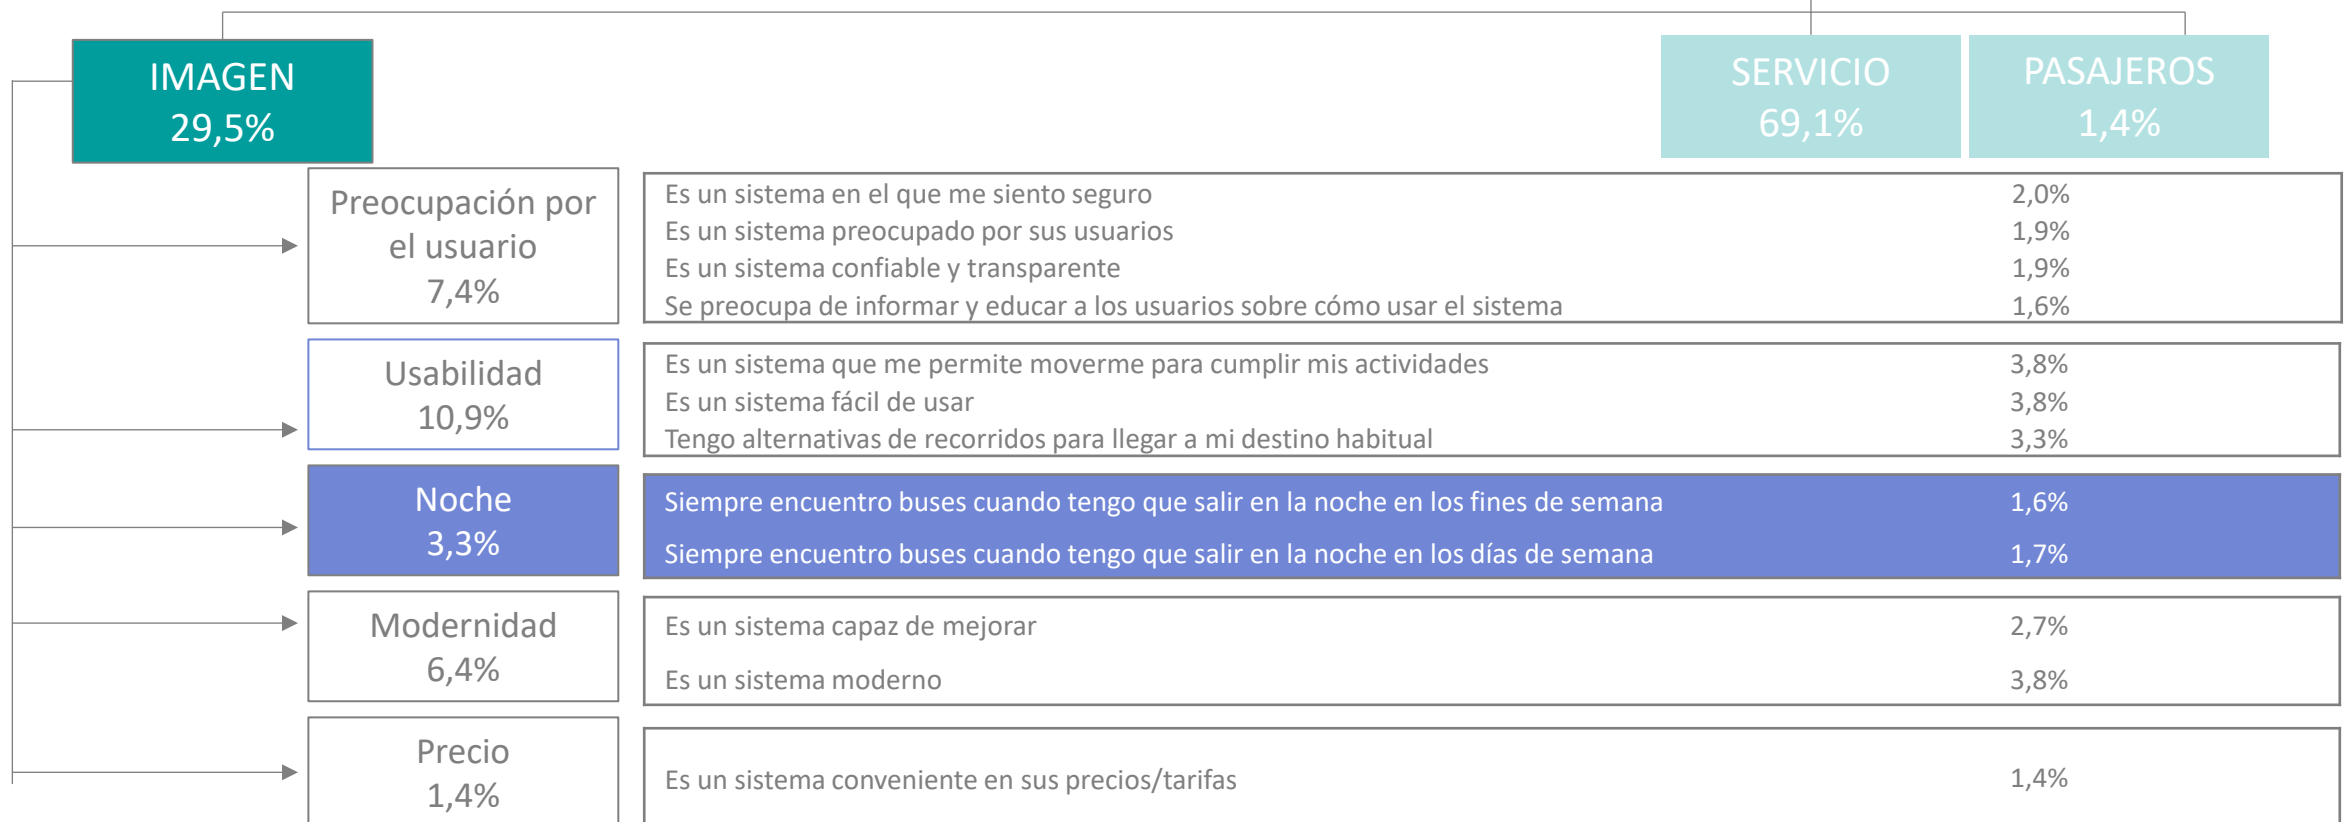 IMAGEN
29,5%
SERVICIO
69,1%
PASAJEROS
1,4%
Preocupación por
el usuario
7,4%
Es un sistema en el que me siento seguro 2,0%
Es un sistema preocupado por sus usuarios 1,9%
Es un sistema confiable y transparente 1,9%
Se preocupa de informar y educar a los usuarios sobre cómo usar el sistema 1,6%
Usabilidad
10,9%
Es un sistema que me permite moverme para cumplir mis actividades 3,8%
Es un sistema fácil de usar 3,8%
Tengo alternativas de recorridos para llegar a mi destino habitual 3,3%
Noche
3,3%
Siempre encuentro buses cuando tengo que salir en la noche en los fines de semana 1,6%
Siempre encuentro buses cuando tengo que salir en la noche en los días de semana 1,7%
Modernidad
6,4%
Es un sistema capaz de mejorar 2,7%
Es un sistema moderno 3,8%
Precio
1,4%
Es un sistema conveniente en sus precios/tarifas 1,4%